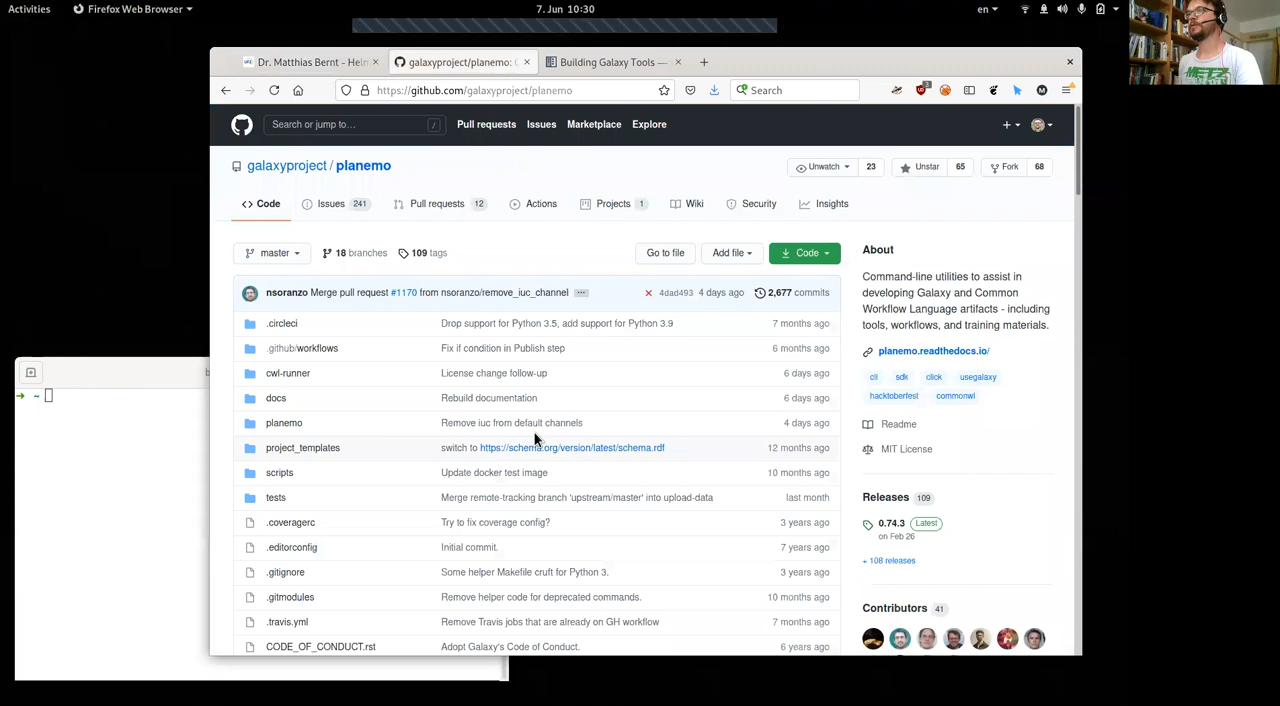 Activities Firefox Web Browser 7. Jun 10:30 en
Dr. Matthias Bernt - Helm × galaxyproject/planemo: × Building Galaxy Tools — × +
https://github.com/galaxyproject/planemo Search 3
Search or jump to… / Pull requests Issues Marketplace Explore
galaxyproject / planemo Unwatch 23 Unstar 65 Fork 68
Code Issues 241 Pull requests 12 Actions Projects 1 Wiki Security Insights
master 18 branches 109 tags Go to file Add file Code
nsoranzo Merge pull request #1170 from nsoranzo/remove_iuc_channel ... 4dad493 4 days ago 2,677 commits
.circleci Drop support for Python 3.5, add support for Python 3.9 7 months ago
.github/workflows Fix if condition in Publish step 6 months ago
cwl-runner License change follow-up 6 days ago
docs Rebuild documentation 6 days ago
planemo Remove iuc from default channels 4 days ago
project_templates switch to https://schema.org/version/latest/schema.rdf 12 months ago
scripts Update docker test image 10 months ago
tests Merge remote-tracking branch 'upstream/master' into upload-data last month
.coveragerc Try to fix coverage config? 3 years ago
.editorconfig Initial commit. 7 years ago
.gitignore Some helper Makefile cruft for Python 3. 3 years ago
.gitmodules Remove helper code for deprecated commands. 10 months ago
.travis.yml Remove Travis jobs that are already on GH workflow 7 months ago
CODE_OF_CONDUCT.rst Adopt Galaxy's Code of Conduct. 6 years ago
About
Command-line utilities to assist in
developing Galaxy and Common
Workflow Language artifacts - including
tools, workflows, and training materials.
planemo.readthedocs.io/
cli sdk click usegalaxy
hacktoberfest commonwl
Readme
MIT License
Releases 109
0.74.3 Latest
on Feb 26
+ 108 releases
Contributors 41
→ ~